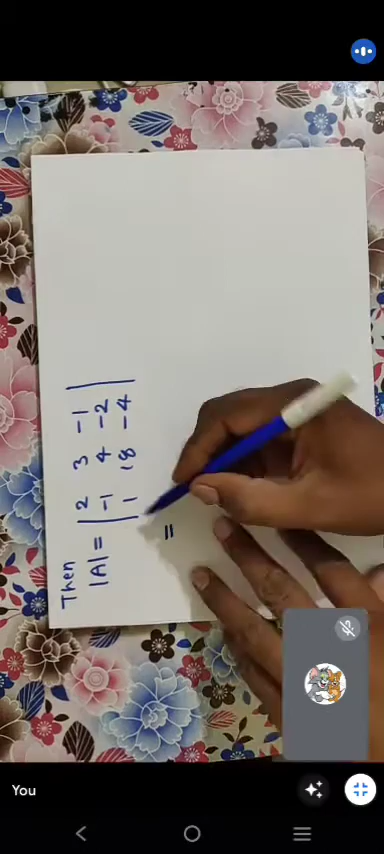 Then
|A| = | 2 3 -1 |
| -1 4 -2 |
| 1 18 -4 |
=
You